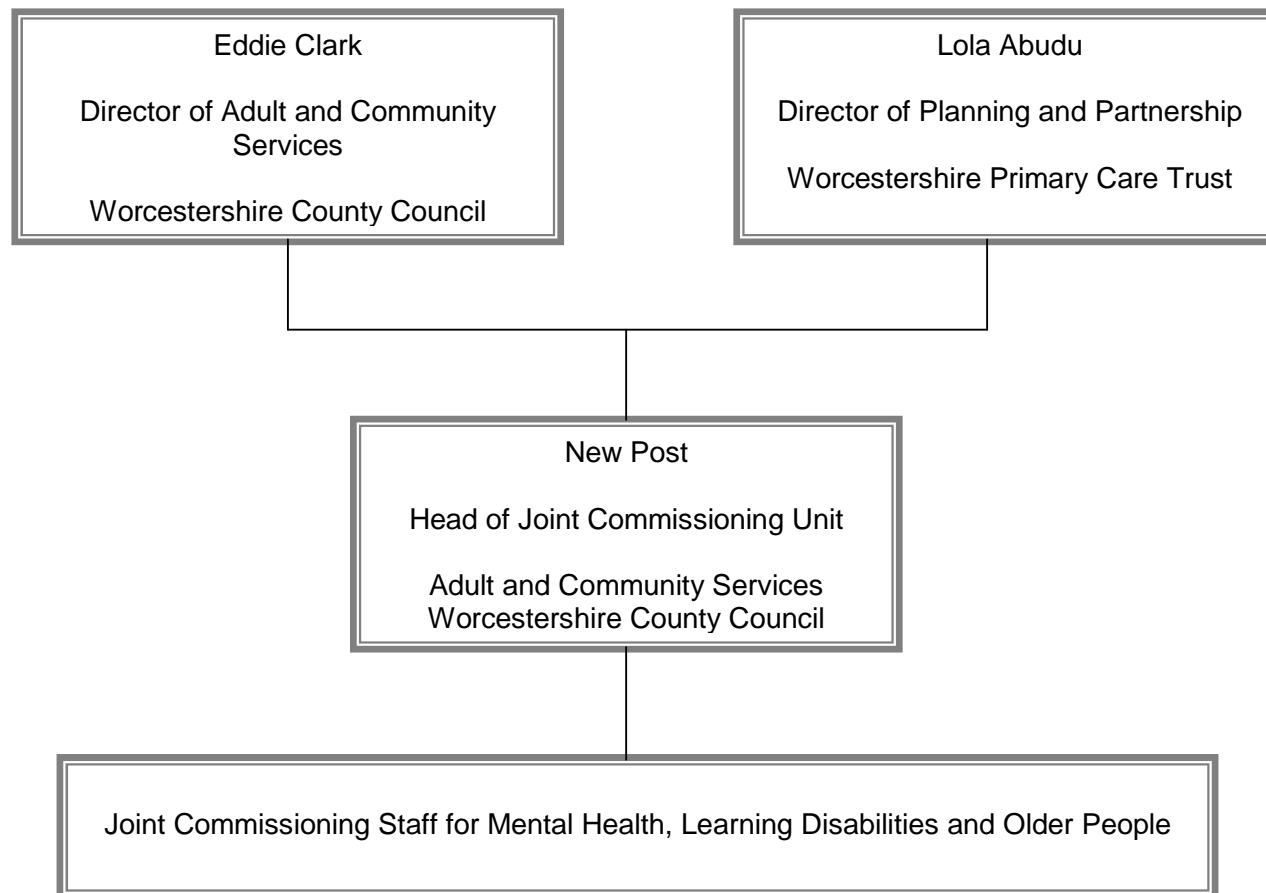 Eddie Clark
Director of Adult and Community
Services
Worcestershire County Council
Lola Abudu
Director of Planning and Partnership
Worcestershire Primary Care Trust
New Post
Head of Joint Commissioning Unit
Adult and Community Services
Worcestershire County Council
Joint Commissioning Staff for Mental Health, Learning Disabilities and Older People